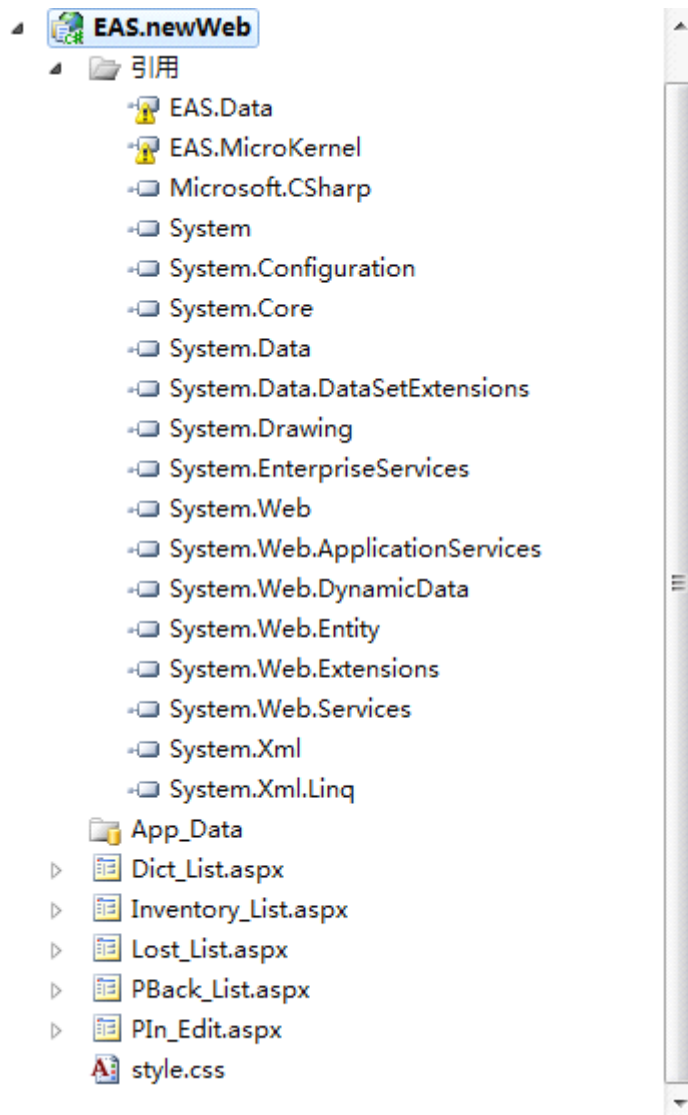 EAS.newWeb
引用
EAS.Data
EAS.MicroKernel
Microsoft.CSharp
System
System.Configuration
System.Core
System.Data
System.Data.DataSetExtensions
System.Drawing
System.EnterpriseServices
System.Web
System.Web.ApplicationServices
System.Web.DynamicData
System.Web.Entity
System.Web.Extensions
System.Web.Services
System.Xml
System.Xml.Linq
App_Data
Dict_List.aspx
Inventory_List.aspx
Lost_List.aspx
PBack_List.aspx
PIn_Edit.aspx
style.css